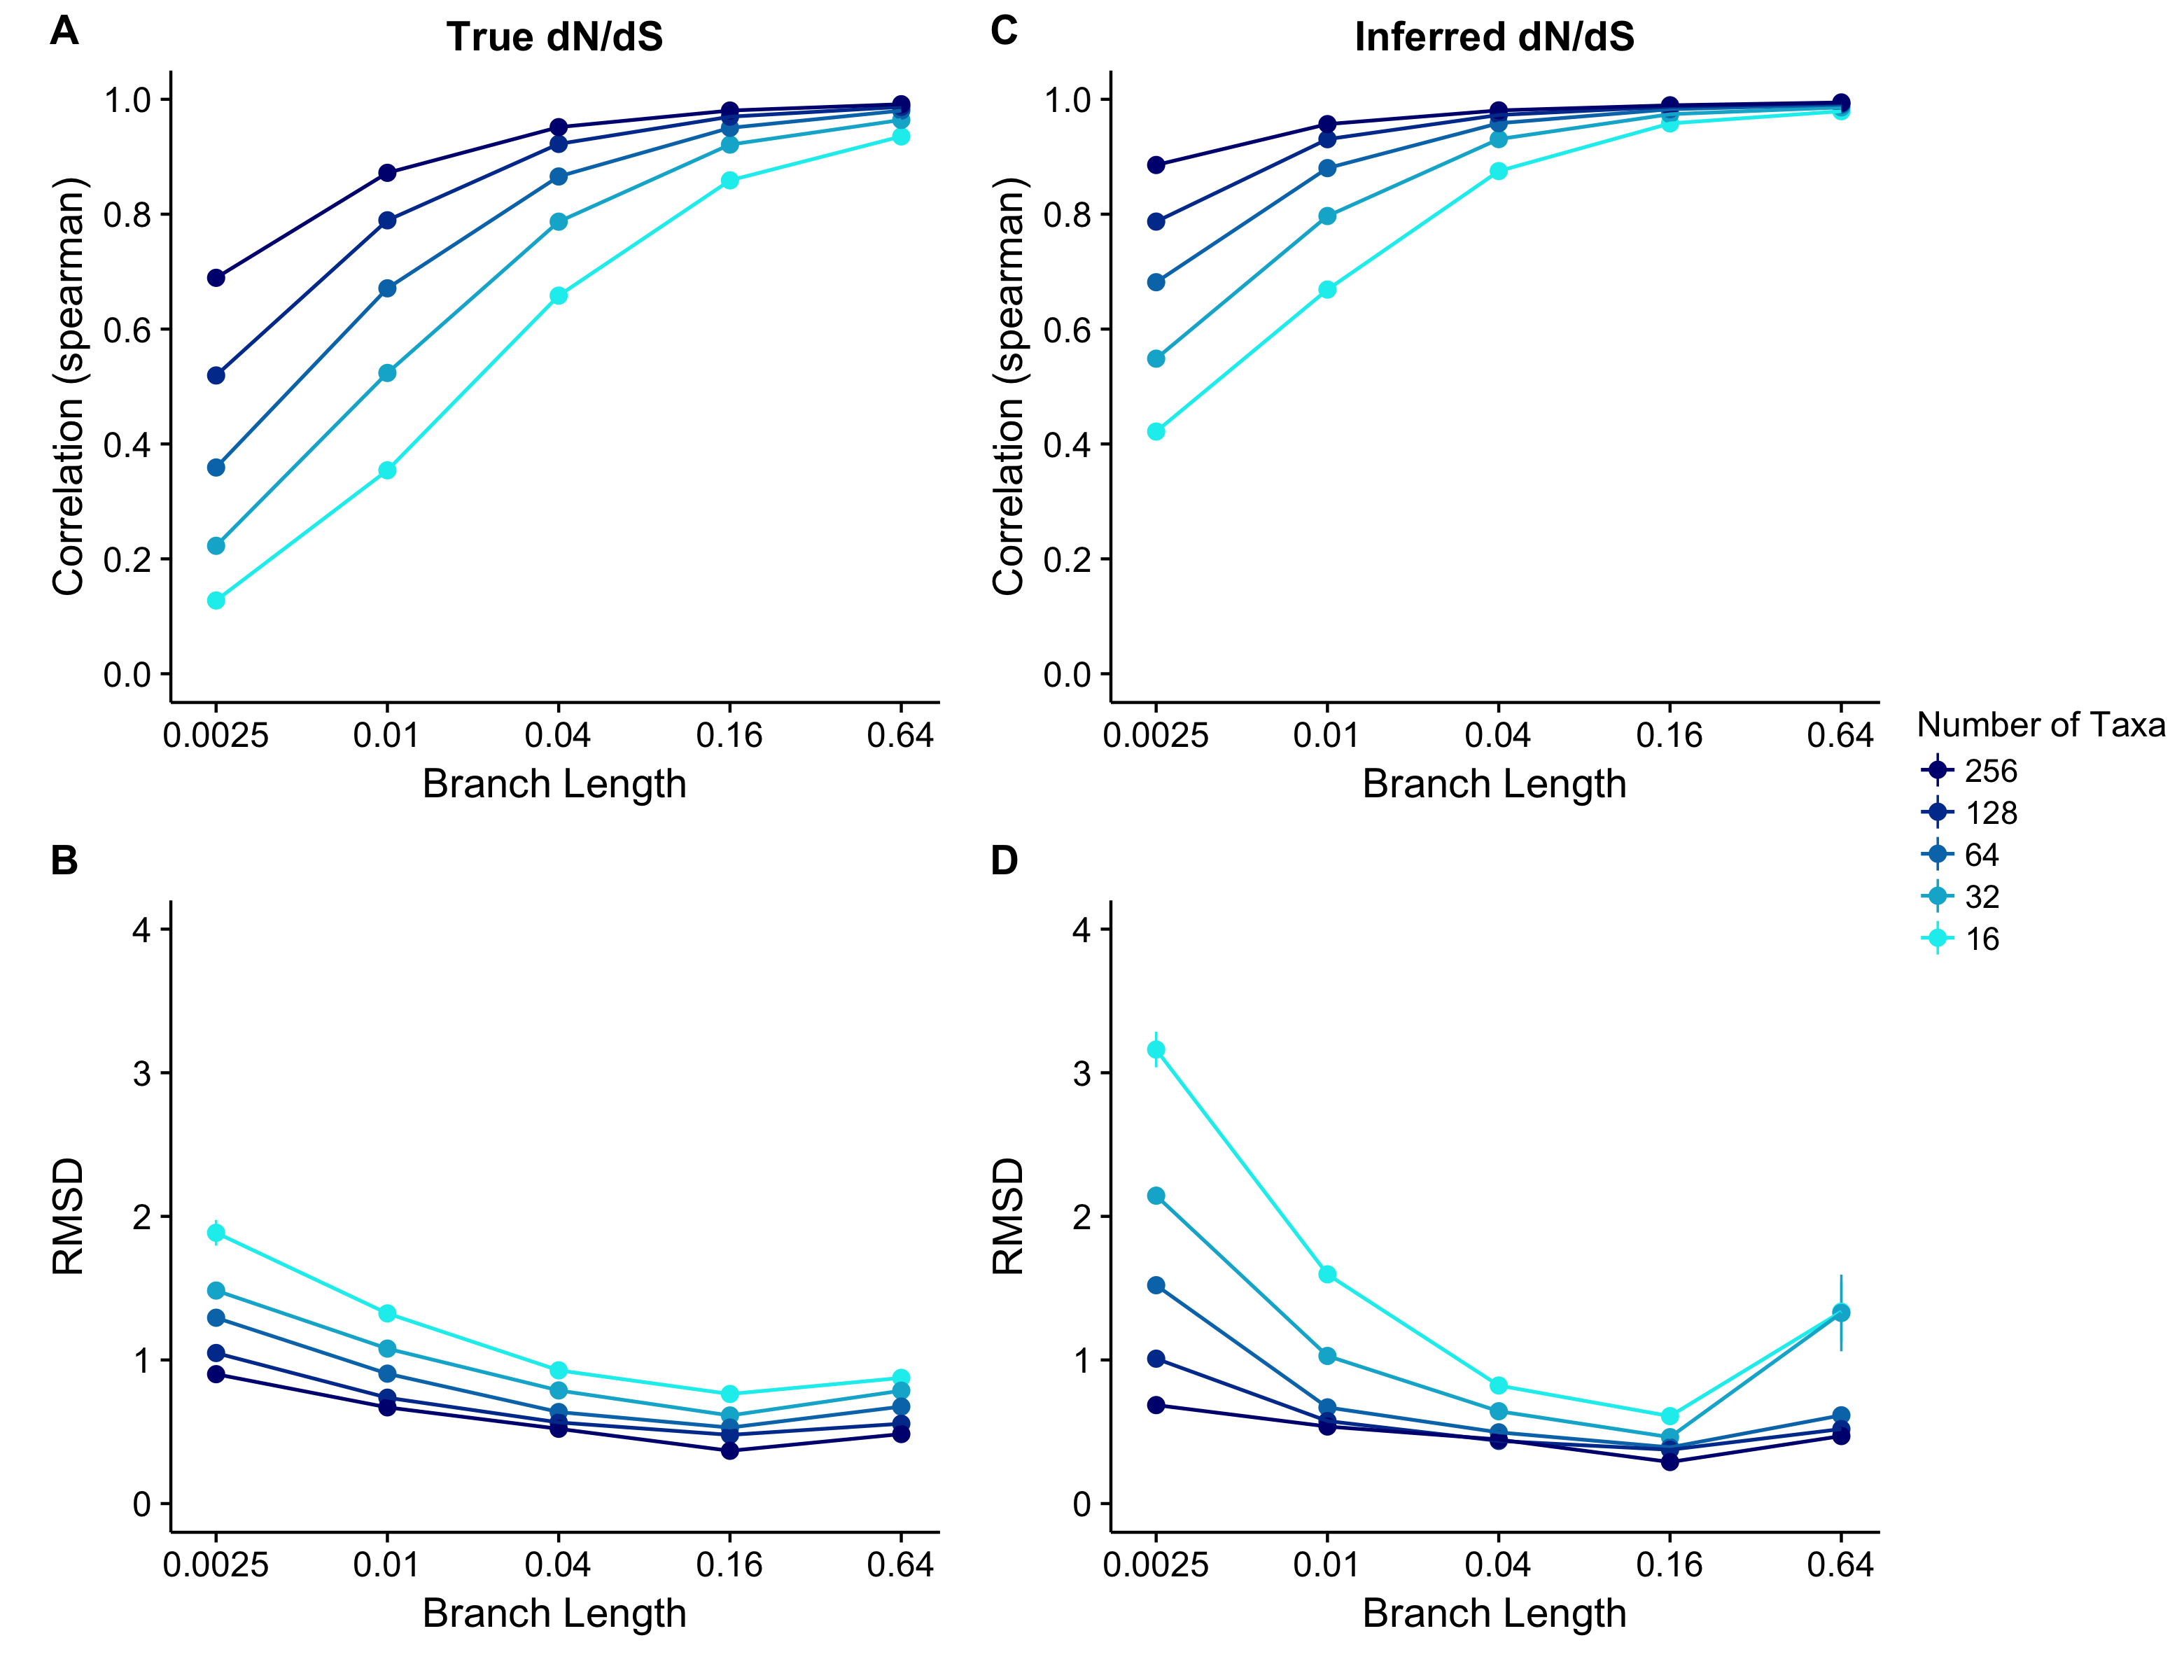 A
True dN/dS
Correlation (spearman)
1.0
0.8
0.6
0.4
0.2
0.0
0.0025 0.01 0.04 0.16 0.64
Branch Length
C
Inferred dN/dS
Correlation (spearman)
1.0
0.8
0.6
0.4
0.2
0.0
0.0025 0.01 0.04 0.16 0.64
Branch Length
B
RMSD
4
3
2
1
0
0.0025 0.01 0.04 0.16 0.64
Branch Length
D
RMSD
4
3
2
1
0
0.0025 0.01 0.04 0.16 0.64
Branch Length
Number of Taxa
256
128
64
32
16